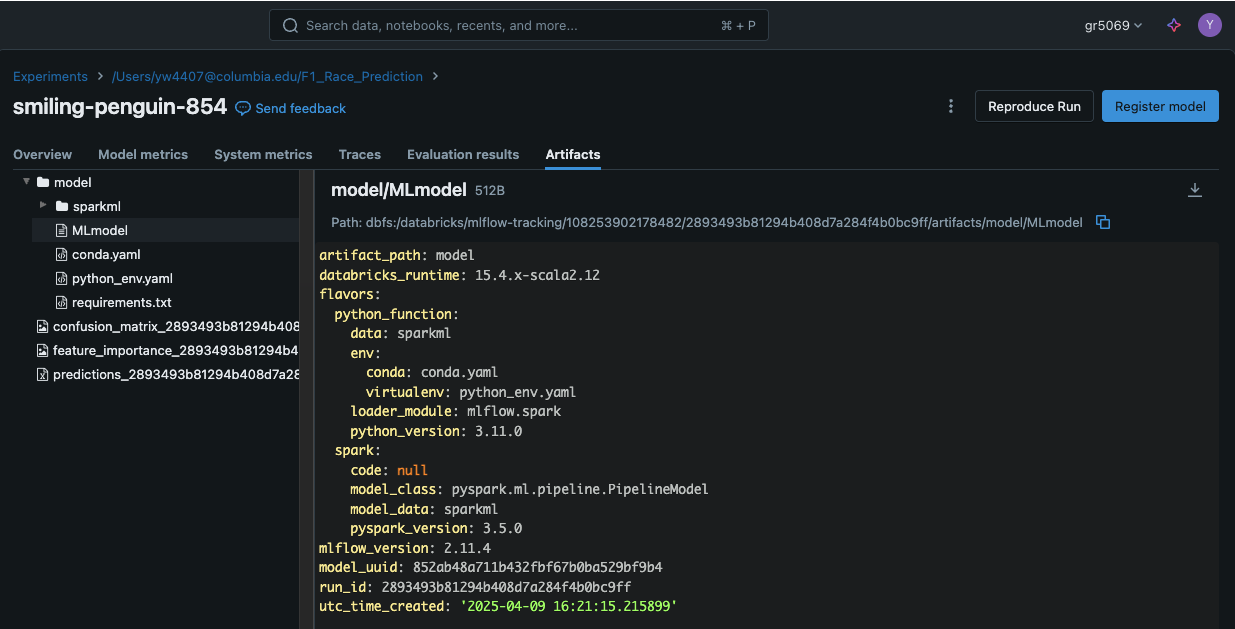 Search data, notebooks, recents, and more... ⌘ + P
gr5069
Y
Experiments > /Users/yw4407@columbia.edu/F1_Race_Prediction >
smiling-penguin-854 Send feedback
Reproduce Run
Register model
Overview Model metrics System metrics Traces Evaluation results Artifacts
model
sparkml
MLmodel
conda.yaml
python_env.yaml
requirements.txt
confusion_matrix_2893493b81294b408
feature_importance_2893493b81294b4
predictions_2893493b81294b408d7a28
model/MLmodel 512B
Path: dbfs:/databricks/mlflow-tracking/108253902178482/2893493b81294b408d7a284f4b0bc9ff/artifacts/model/MLmodel
artifact_path: model
databricks_runtime: 15.4.x-scala2.12
flavors:
python_function:
data: sparkml
env:
conda: conda.yaml
virtualenv: python_env.yaml
loader_module: mlflow.spark
python_version: 3.11.0
spark:
code: null
model_class: pyspark.ml.pipeline.PipelineModel
model_data: sparkml
pyspark_version: 3.5.0
mlflow_version: 2.11.4
model_uuid: 852ab48a711b432fbf67b0ba529bf9b4
run_id: 2893493b81294b408d7a284f4b0bc9ff
utc_time_created: '2025-04-09 16:21:15.215899'